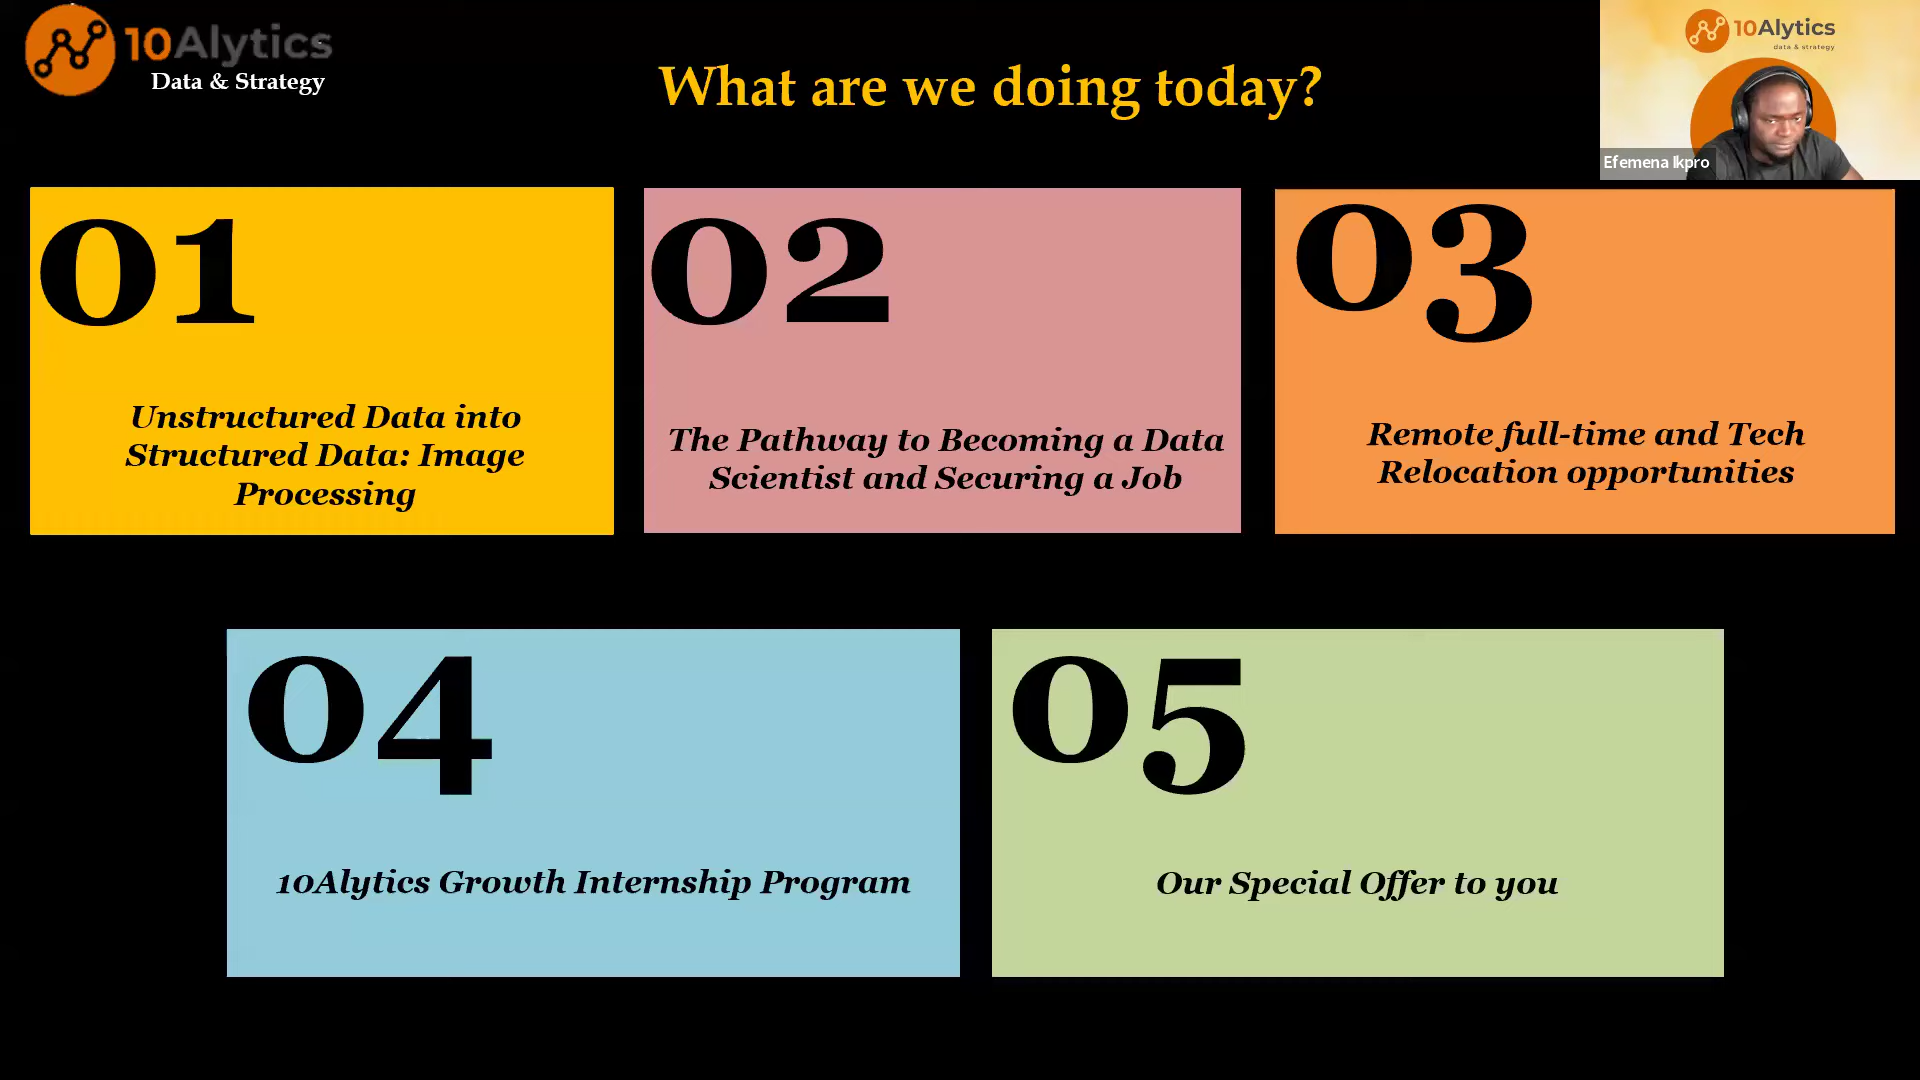 10Alytics
Data & Strategy
What are we doing today?
10Alytics
data & strategy
Efemena Ikpro
01
Unstructured Data into
Structured Data: Image
Processing
02
The Pathway to Becoming a Data
Scientist and Securing a Job
03
Remote full-time and Tech
Relocation opportunities
04
10Alytics Growth Internship Program
05
Our Special Offer to you